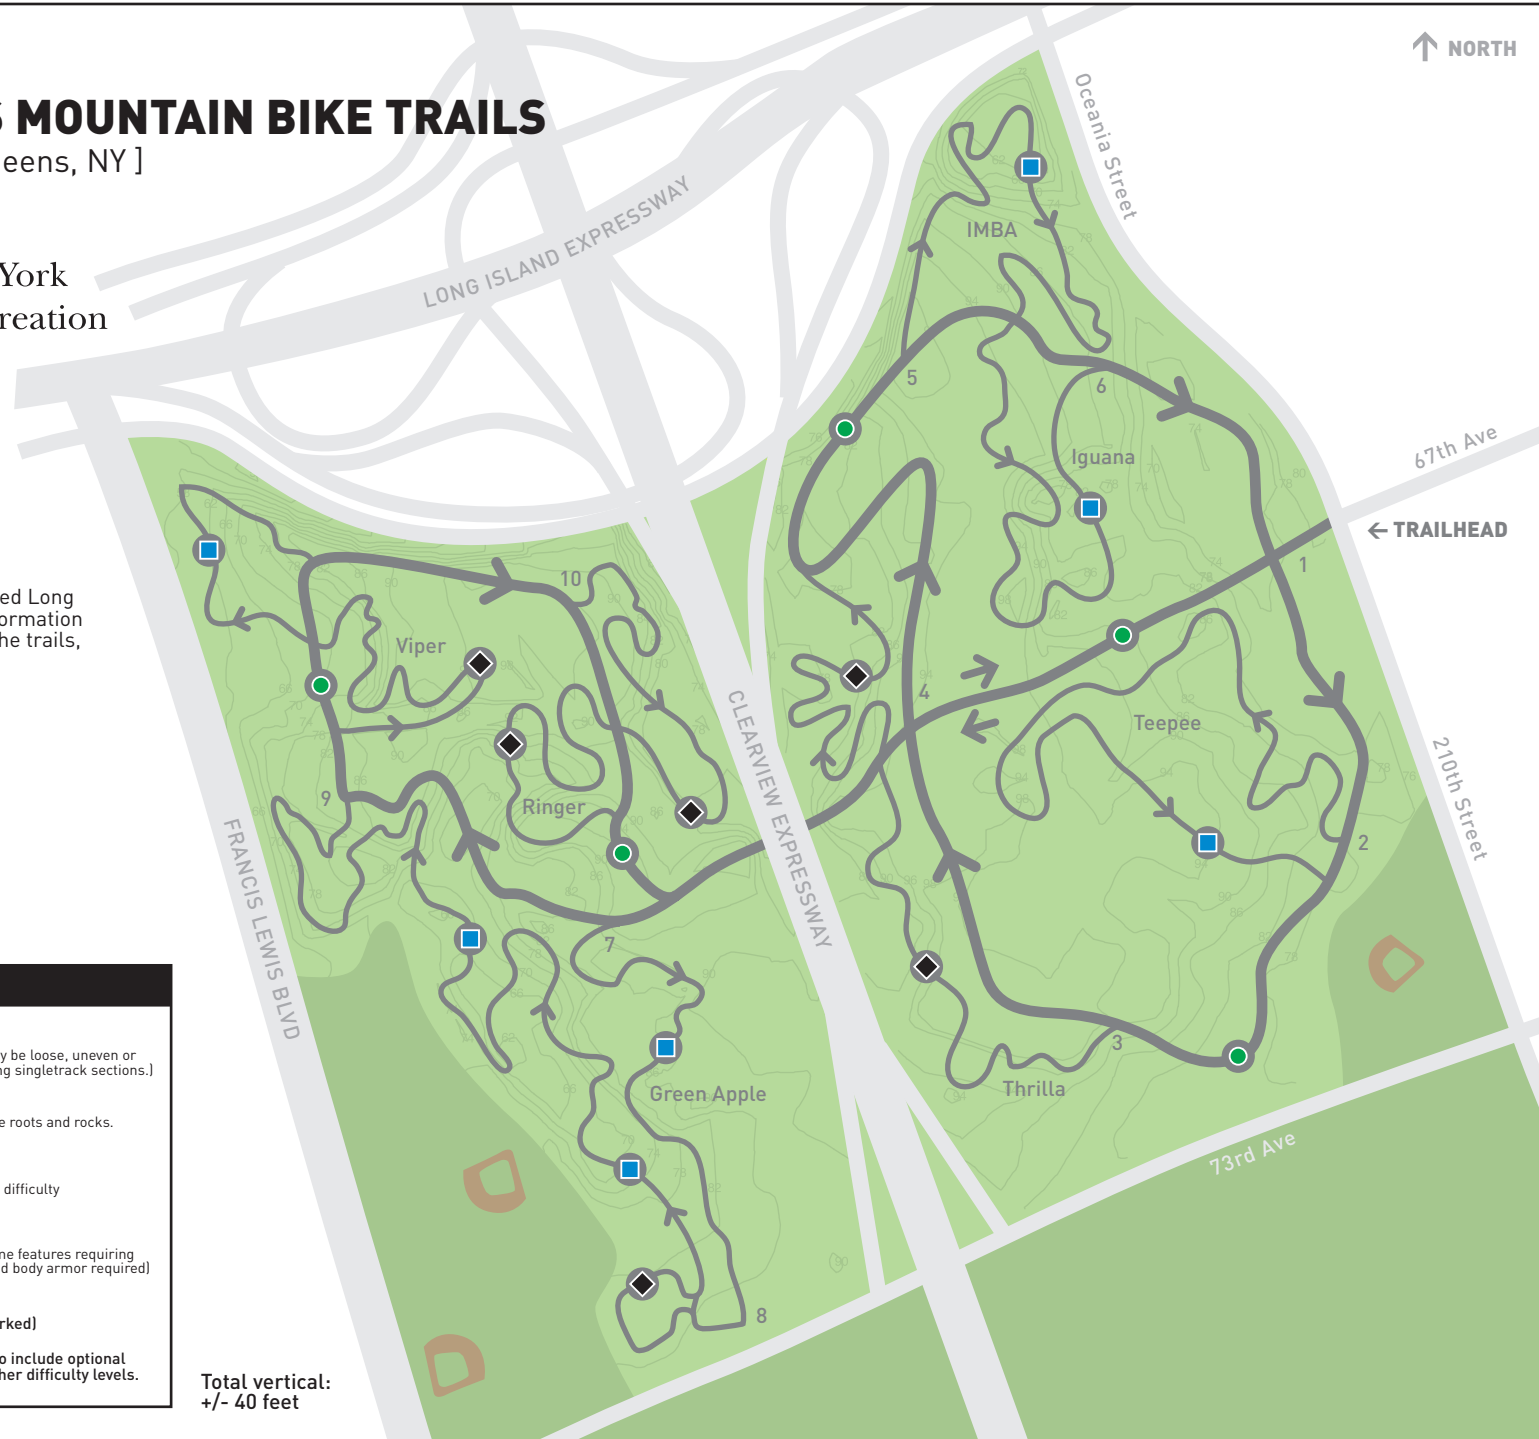 S MOUNTAIN BIKE TRAILS
eens, NY ]
York
reation
NORTH
Oceania Street
LONG ISLAND EXPRESSWAY
IMBA
5
6
Iguana
67th Ave
TRAILHEAD
1
ed Long
ormation
he trails,
10
Viper
4
Teepee
CLEARVIEW EXPRESSWAY
210th Street
9
Ringer
2
FRANCIS LEWIS BLVD
7
3
Green Apple
Thrilla
73rd Ave
8
y be loose, uneven or
ng singletrack sections.)
e roots and rocks.
difficulty
ne features requiring
d body armor required)
rked)
o include optional
her difficulty levels.
Total vertical:
+/- 40 feet